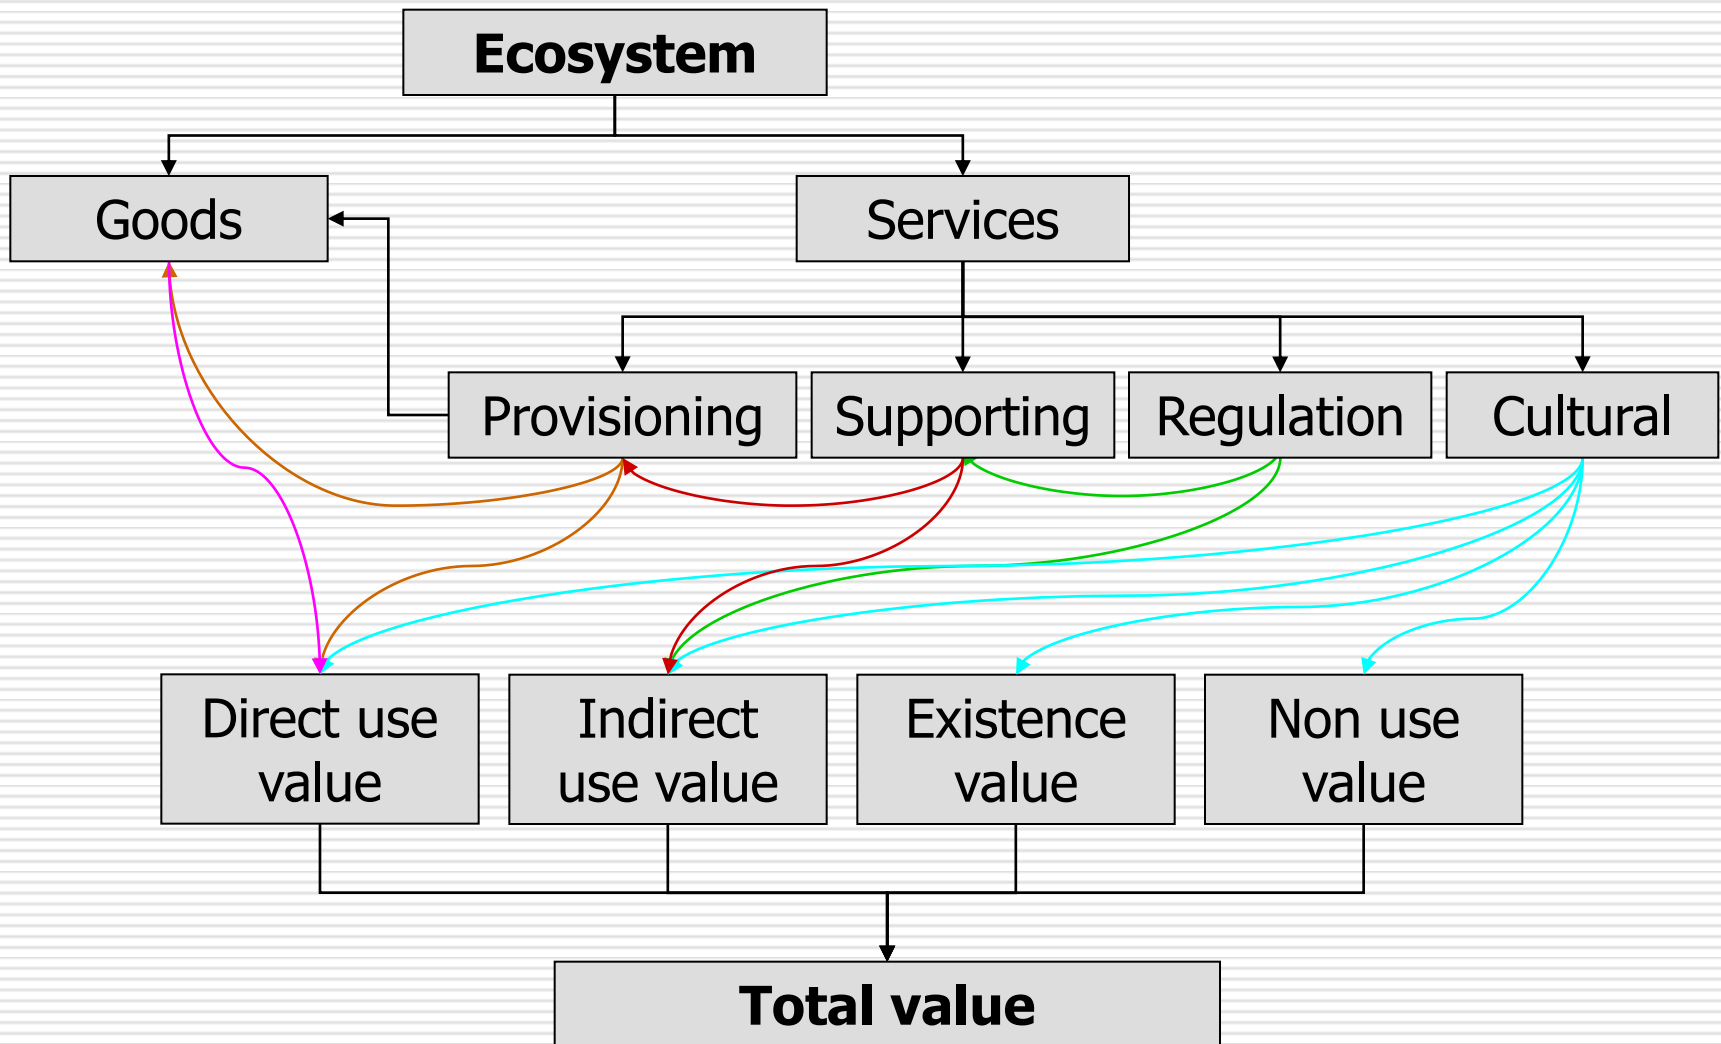 Ecosystem
Goods
Services
Provisioning
Supporting
Regulation
Cultural
Direct use
value
Indirect
use value
Existence
value
Non use
value
Total value